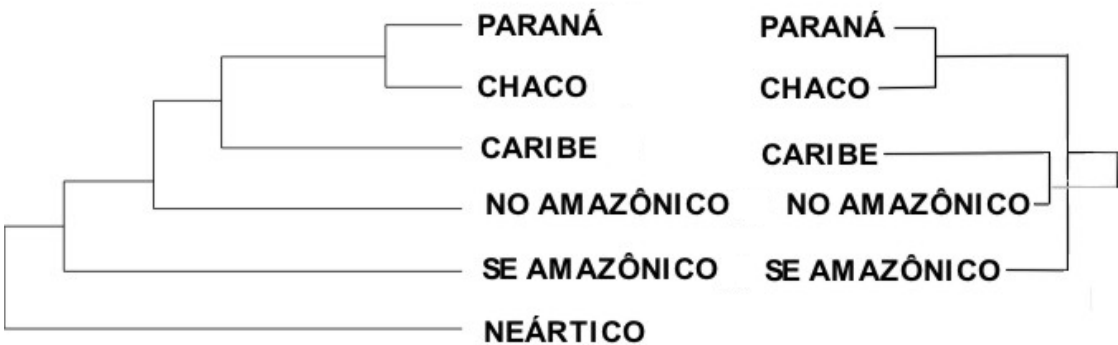 PARANÁ PARANÁ
CHACO CHACO
CARIBE CARIBE
NO AMAZÔNICO NO AMAZÔNICO
SE AMAZÔNICO SE AMAZÔNICO
NEÁRTICO